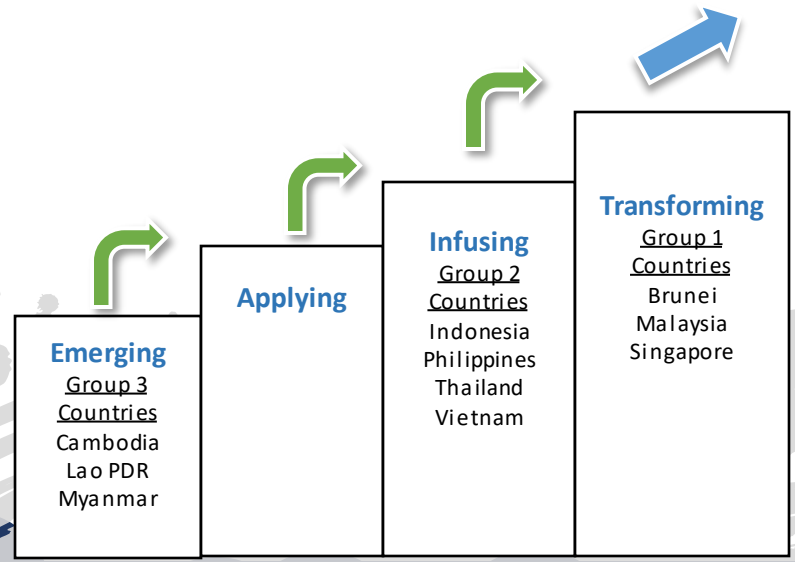 Emerging
Group 3
Countries
Cambodia
Lao PDR
Myanmar
Applying
Infusing
Group 2
Countries
Indonesia
Philippines
Thailand
Vietnam
Transforming
Group 1
Countries
Brunei
Malaysia
Singapore